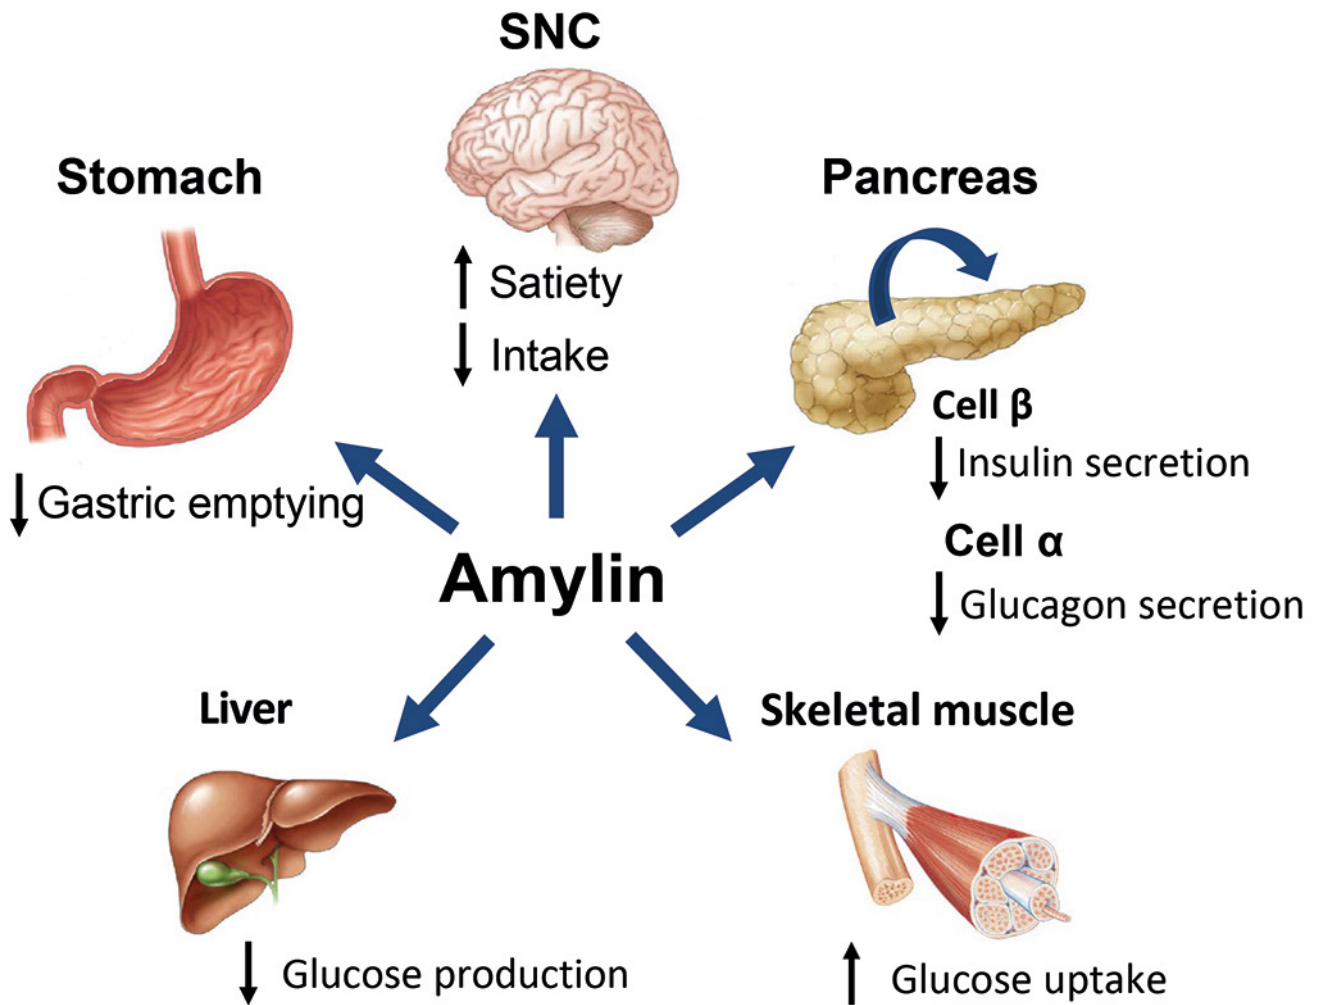 SNC
Stomach
Pancreas
Satiety
Intake
Cell β
Insulin secretion
Gastric emptying
Cell α
Amylin
Glucagon secretion
Liver
Skeletal muscle
Glucose production
Glucose uptake